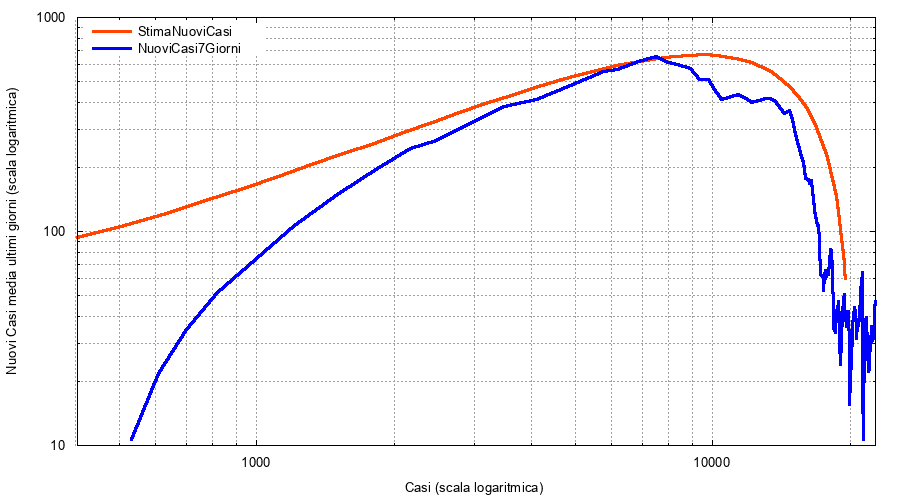 1000
StimaNuoviCasi
NuoviCasi7Giorni
100
10
Nuovi Casi media ultimi giorni (scala logaritmica)
1000
10000
Casi (scala logaritmica)